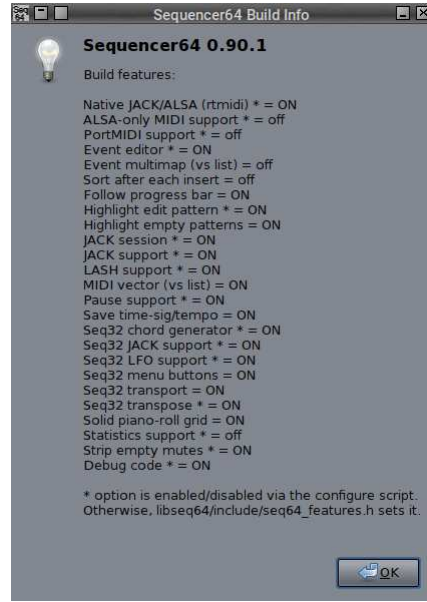 Seq
64
Sequencer64 Build Info
Sequencer64 0.90.1
Build features:
Native JACK/ALSA (rtmidi) * = ON
ALSA-only MIDI support * = off
PortMIDI support * = off
Event editor * = ON
Event multimap (vs list) = off
Sort after each insert = off
Follow progress bar = ON
Highlight edit pattern * = ON
Highlight empty patterns = ON
JACK session * = ON
JACK support * = ON
LASH support * = ON
MIDI vector (vs list) = ON
Pause support * = ON
Save time-sig/tempo = ON
Seq32 chord generator * = ON
Seq32 JACK support * = ON
Seq32 LFO support * = ON
Seq32 menu buttons = ON
Seq32 transport = ON
Seq32 transpose * = ON
Solid piano-roll grid = ON
Statistics support * = off
Strip empty mutes * = ON
Debug code * = ON
* option is enabled/disabled via the configure script.
Otherwise, libseq64/include/seq64_features.h sets it.
OK